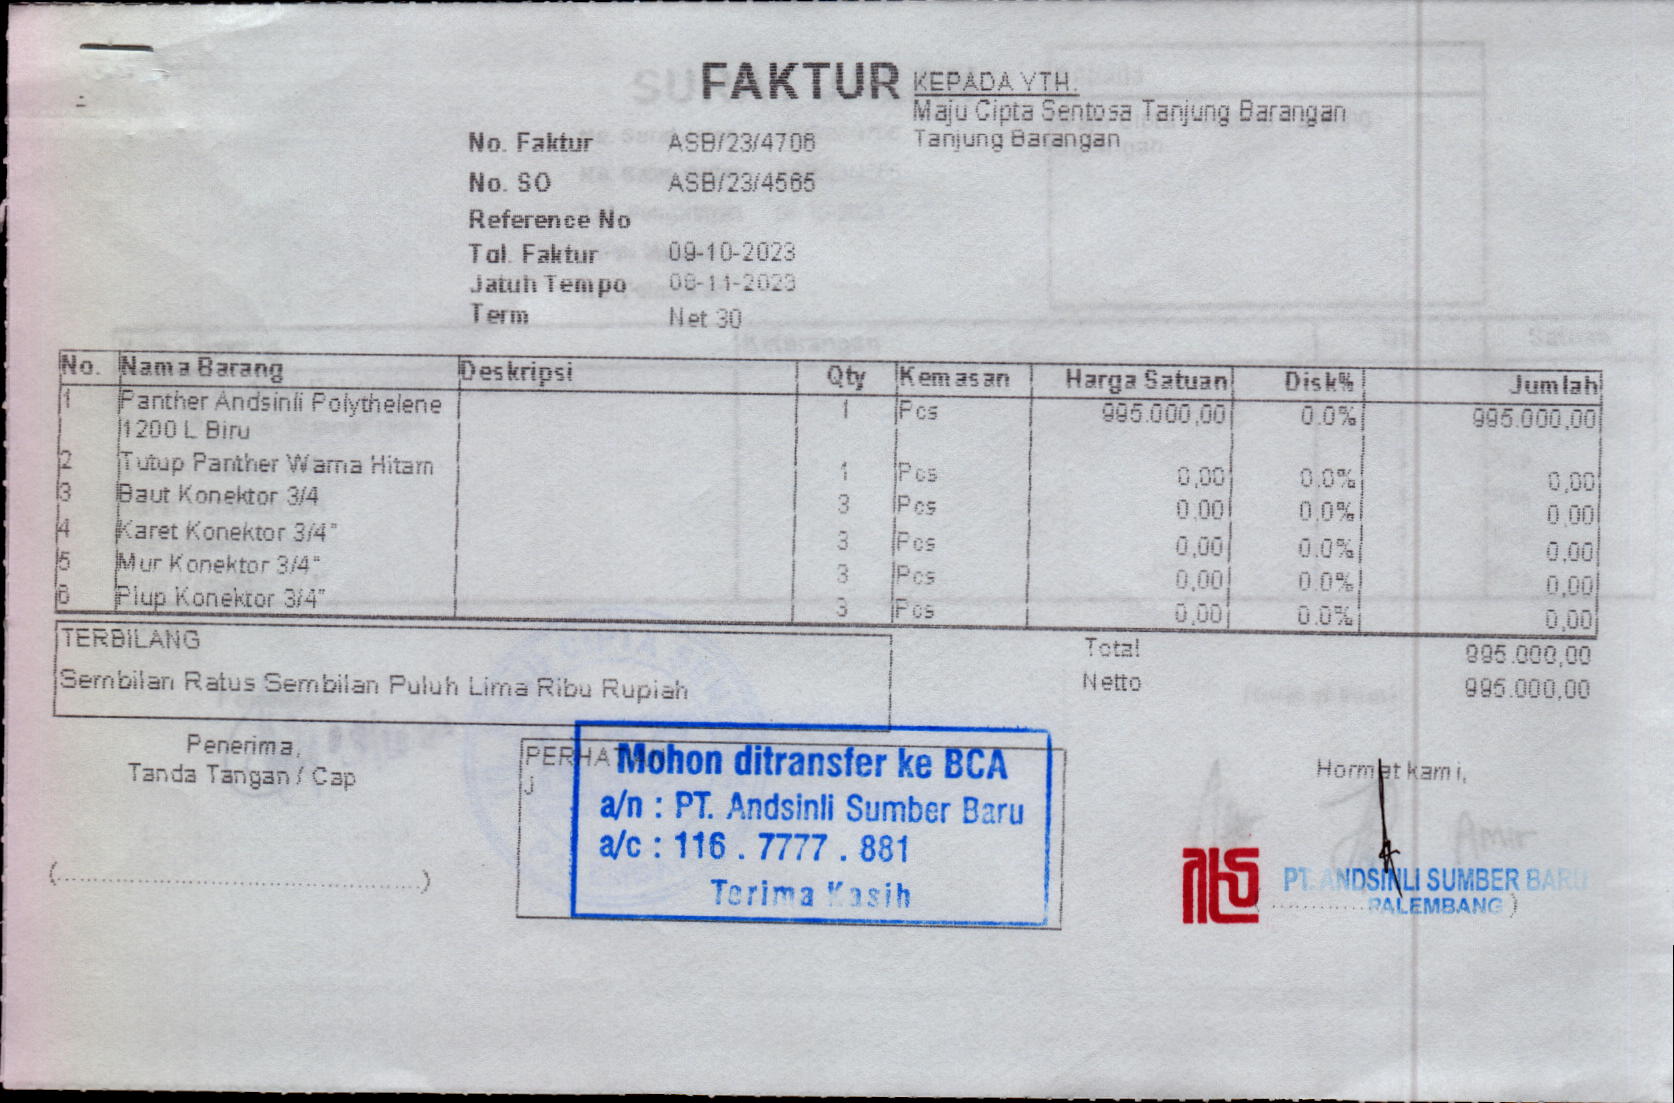 FAKTUR
KEPADA YTH.
Maju Cipta Sentosa Tanjung Barangan
Tanjung Barangan
No. Faktur ASB/23/4706
No. SO ASB/23/4565
Reference No
Tgl. Faktur 09-10-2023
Jatuh Tempo 08-11-2023
Term Net 30
No. Nama Barang Deskripsi Qty Kemasan Harga Satuan Disk% Jumlah
1 Panther Andsinli Polythelene 1 Pcs 995.000,00 0.0% 995.000,00
1200 L Biru
2 Tutup Panther Warna Hitam 1 Pcs 0,00 0.0% 0,00
3 Baut Konektor 3/4 3 Pcs 0,00 0.0% 0,00
4 Karet Konektor 3/4" 3 Pcs 0,00 0.0% 0,00
5 Mur Konektor 3/4" 3 Pcs 0,00 0.0% 0,00
6 Plup Konektor 3/4" 3 Pcs 0,00 0.0% 0,00
TERBILANG
Sembilan Ratus Sembilan Puluh Lima Ribu Rupiah
Total 995.000,00
Netto 995.000,00
Penerima,
Tanda Tangan / Cap
Mohon ditransfer ke BCA
a/n : PT. Andsinli Sumber Baru
a/c : 116 . 7777 . 881
Terima Kasih
Hormat kami,
Amir
PT. ANDSINLI SUMBER BARU
PALEMBANG